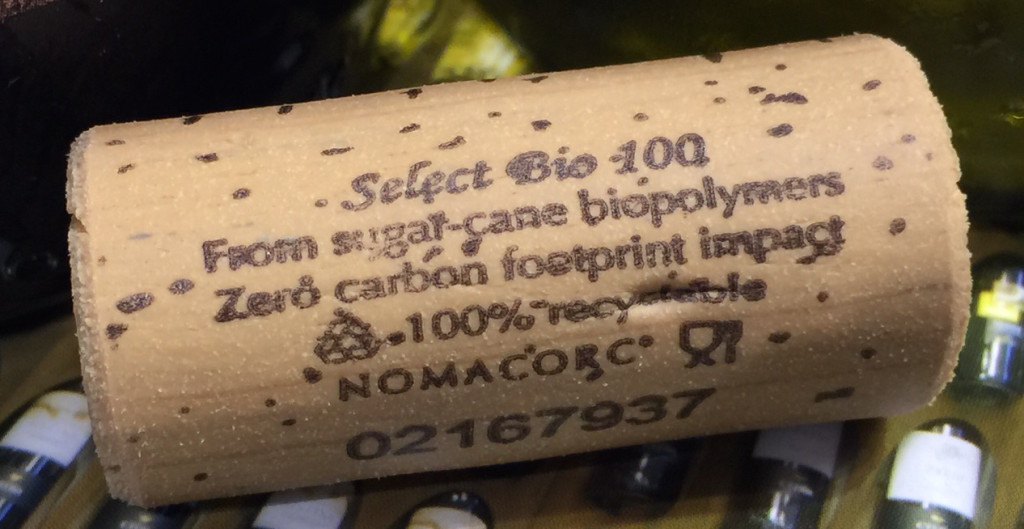 Select Bio 100
From sugar-cane biopolymers
Zero carbon footprint impact
100% recyclable
NOMACORC
02167937